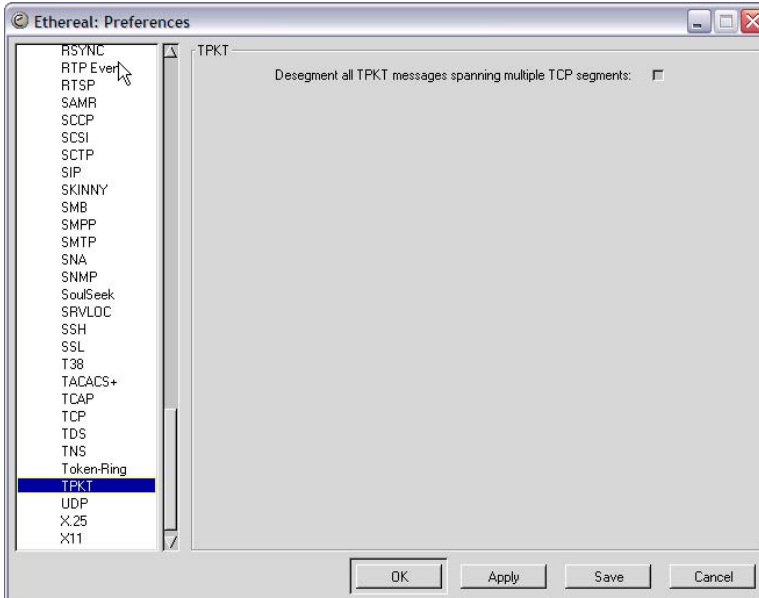 Ethereal: Preferences
RSYNC
RTP Event
RTSP
SAMR
SCCP
SCSI
SCTP
SIP
SKINNY
SMB
SMPP
SMTP
SNA
SNMP
SoulSeek
SRVLOC
SSH
SSL
T38
TACACS+
TCAP
TCP
TDS
TNS
Token-Ring
TPKT
UDP
X.25
X11
TPKT
Desegment all TPKT messages spanning multiple TCP segments:
OK
Apply
Save
Cancel